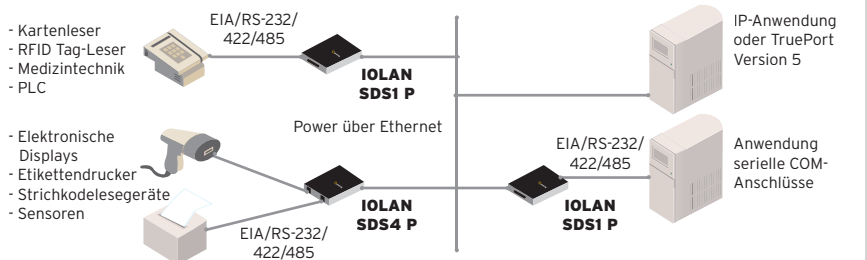 - Kartenleser
- RFID Tag-Leser
- Medizintechnik
- PLC
EIA/RS-232/
422/485
IOLAN
SDS1 P
IP-Anwendung
oder TruePort
Version 5
Power über Ethernet
- Elektronische
Displays
- Etikettendrucker
- Strichkodelesegeräte
- Sensoren
EIA/RS-232/
422/485
IOLAN
SDS4 P
EIA/RS-232/
422/485
IOLAN
SDS1 P
Anwendung
serielle COM-
Anschlüsse